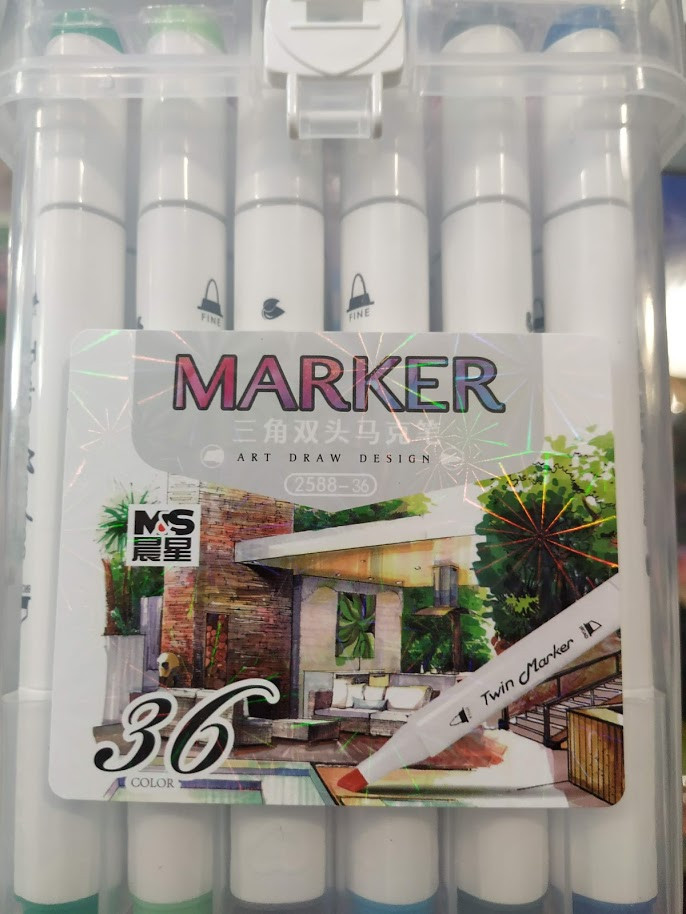 FINE
FINE
MARKER
三角双头马克笔
ART DRAW DESIGN
2588-36
M&S
晨星
Twin Marker
36
COLOR